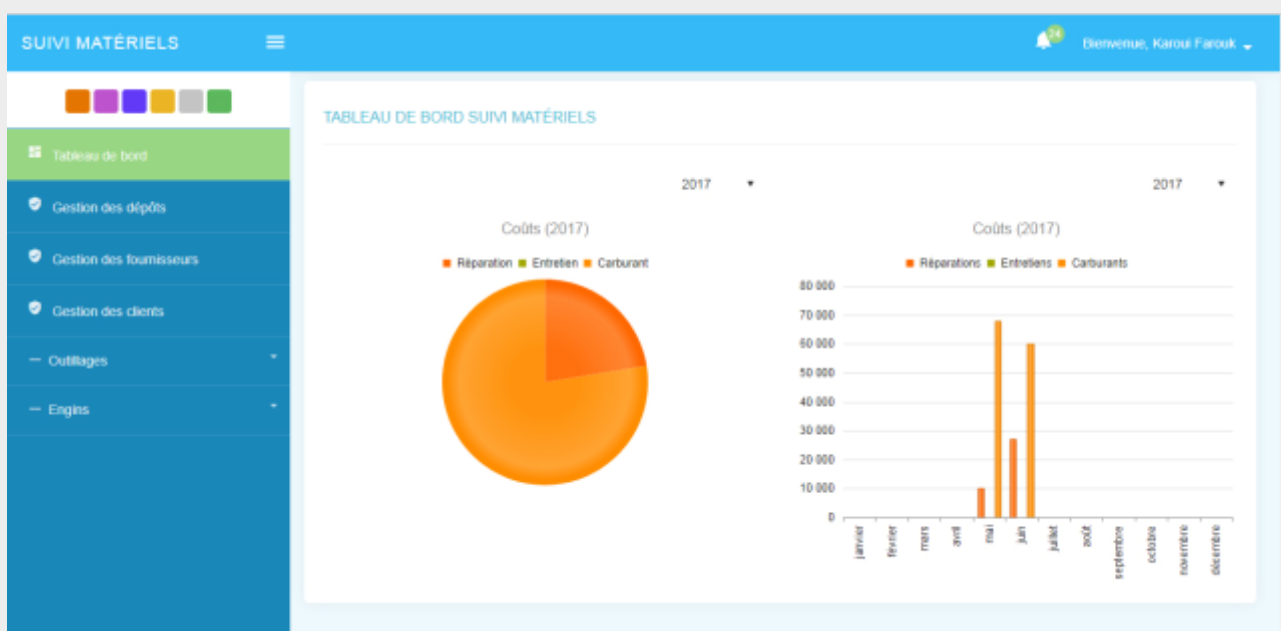 SUIVI MATÉRIELS
24
Bienvenue, Karoui Farouk
Tableau de bord
Gestion des dépôts
Gestion des fournisseurs
Gestion des clients
Outillages
Engins
TABLEAU DE BORD SUIVI MATÉRIELS
2017
Coûts (2017)
Réparation Entretien Carburant
2017
Coûts (2017)
Réparations Entretiens Carburants
80 000
70 000
60 000
50 000
40 000
30 000
20 000
10 000
0
janvier
février
mars
avril
mai
juin
juillet
août
septembre
octobre
novembre
décembre